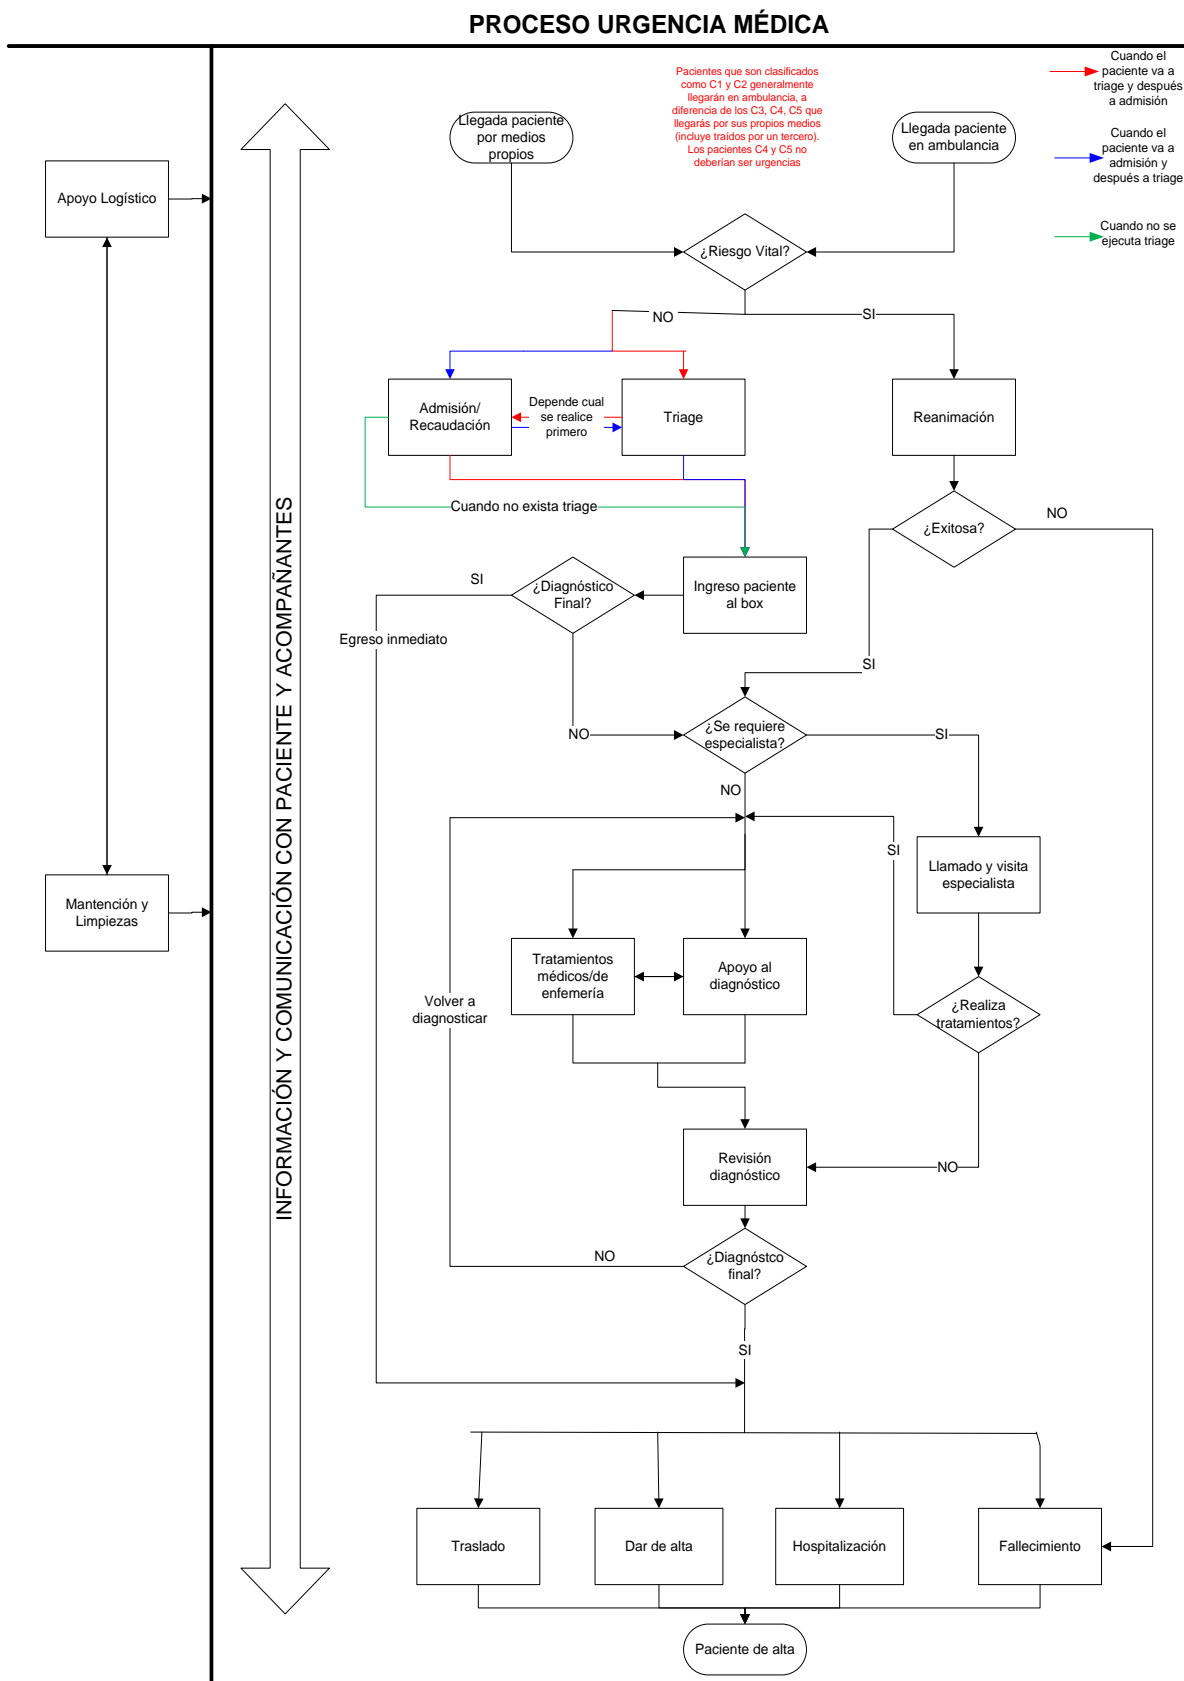 PROCESO URGENCIA MÉDICA
Pacientes que son clasificados
como C1 y C2 generalmente
llegarán en ambulancia, a
diferencia de los C3, C4, C5 que
llegarás por sus propios medios
(incluye traídos por un tercero).
Los pacientes C4 y C5 no
deberían ser urgencias
Cuando el
paciente va a
triage y después
a admisión
Cuando el
paciente va a
admisión y
después a triage
Cuando no se
ejecuta triage
Llegada paciente
por medios
propios
Llegada paciente
en ambulancia
Apoyo Logístico
¿Riesgo Vital?
NO
SI
Admisión/
Recaudación
Depende cual
se realice
primero
Triage
Reanimación
Cuando no exista triage
¿Exitosa?
NO
SI
¿Diagnóstico
Final?
Ingreso paciente
al box
SI
Egreso inmediato
NO
¿Se requiere
especialista?
SI
NO
INFORMACIÓN Y COMUNICACIÓN CON PACIENTE Y ACOMPAÑANTES
Llamado y visita
especialista
SI
Mantención y
Limpiezas
Tratamientos
médicos/de
enfemería
Apoyo al
diagnóstico
Volver a
diagnosticar
¿Realiza
tratamientos?
Revisión
diagnóstico
NO
¿Diagnóstco
final?
NO
SI
Traslado
Dar de alta
Hospitalización
Fallecimiento
Paciente de alta